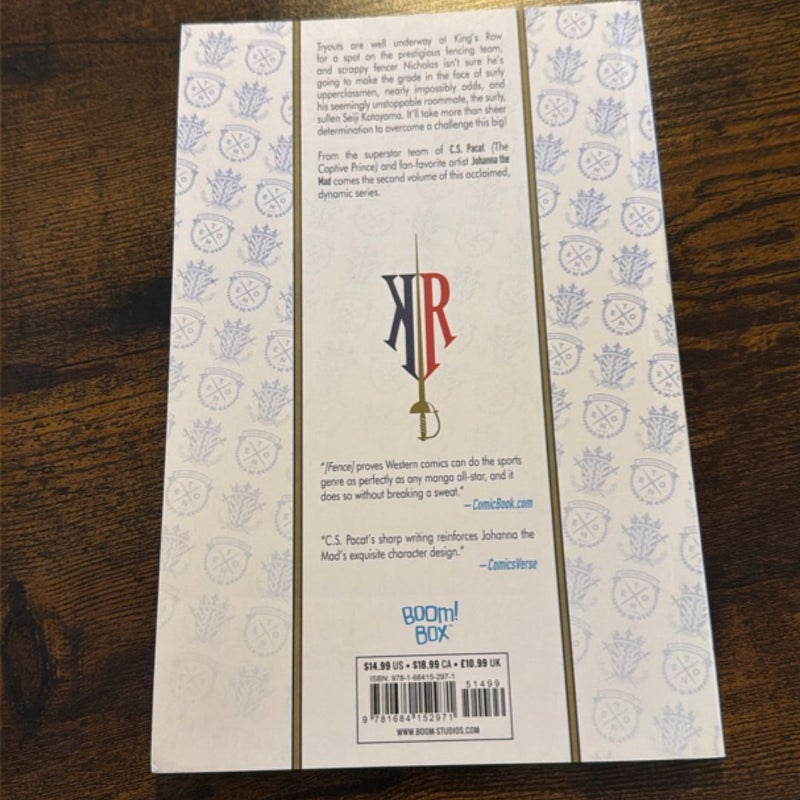 Tryouts are well underway at King's Row
for a spot on the prestigious fencing team,
and scrappy fencer Nicholas isn't sure he's
going to make the grade in the face of surly
upperclassmen, nearly impossibly odds, and
his seemingly unstoppable roommate, the surly,
sullen Seiji Katayama. It'll take more than sheer
determination to overcome a challenge this big!
From the superstar team of C.S. Pacat (The
Captive Prince) and fan-favorite artist Johanna the
Mad comes the second volume of this acclaimed,
dynamic series.
KR
"[Fence] proves Western comics can do the sports
genre as perfectly as any manga all-star, and it
does so without breaking a sweat."
—ComicBook.com
"C.S. Pacat's sharp writing reinforces Johanna the
Mad's exquisite character design."
—ComicsVerse
BOOM!
BOX™
$14.99 US • $18.99 CA • £10.99 UK
ISBN: 978-1-68415-297-1
51499
9 781684 152971
WWW.BOOM-STUDIOS.COM